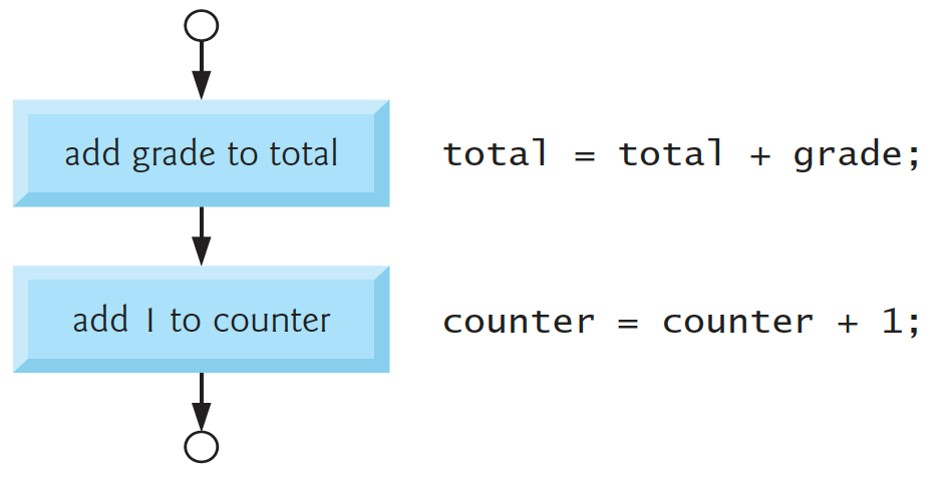 add grade to total
total = total + grade;
add 1 to counter
counter = counter + 1;